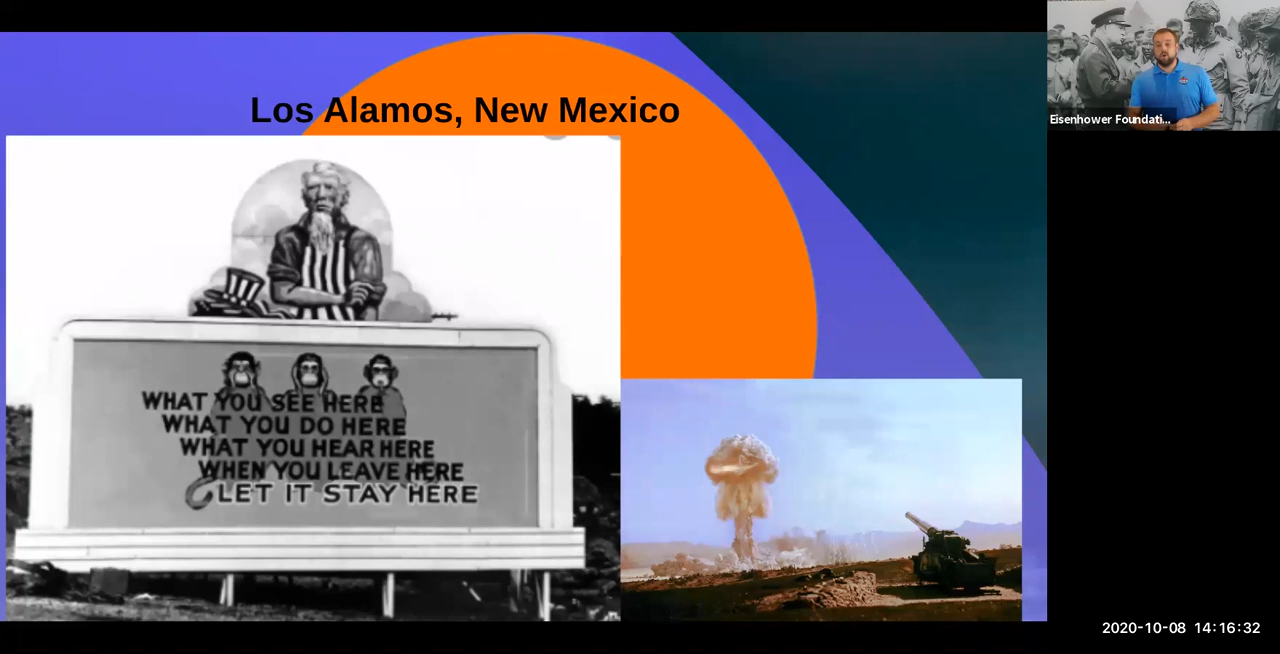 Los Alamos, New Mexico
WHAT YOU SEE HERE
WHAT YOU DO HERE
WHAT YOU HEAR HERE
WHEN YOU LEAVE HERE
LET IT STAY HERE
Eisenhower Foundati...
2020-10-08 14:16:32